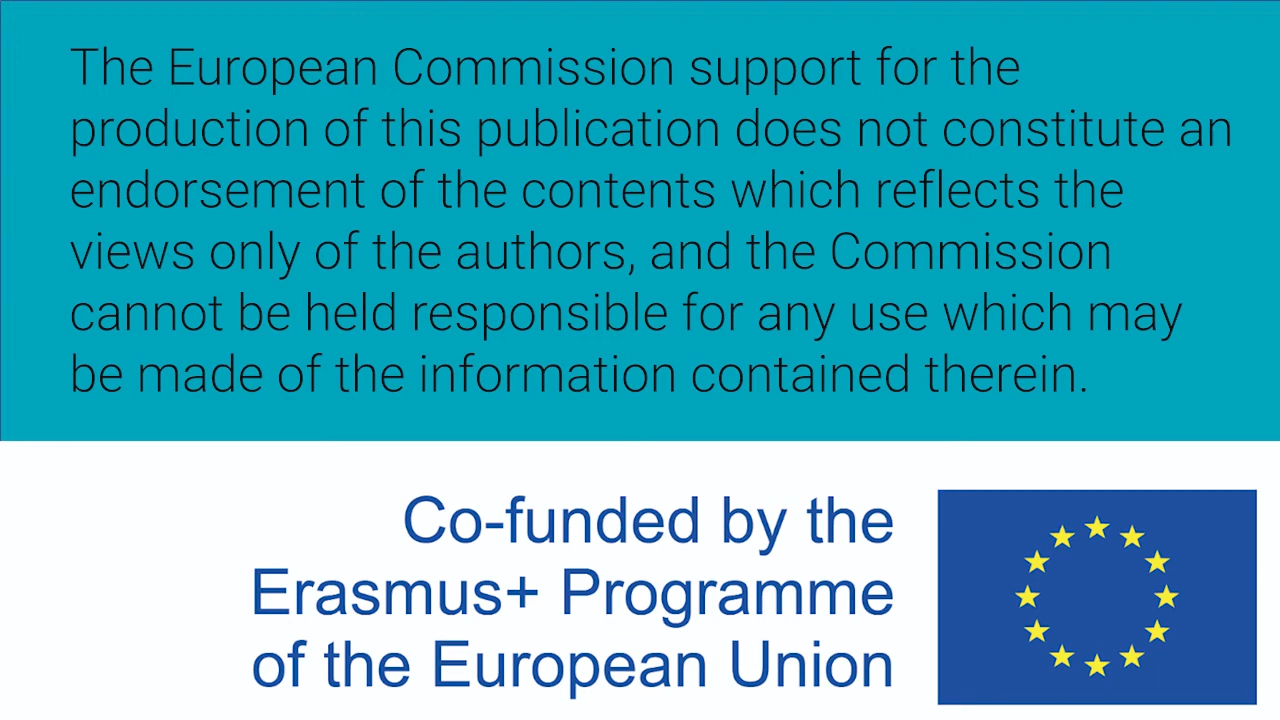 The European Commission support for the
production of this publication does not constitute an
endorsement of the contents which reflects the
views only of the authors, and the Commission
cannot be held responsible for any use which may
be made of the information contained therein.
Co-funded by the
Erasmus+ Programme
of the European Union